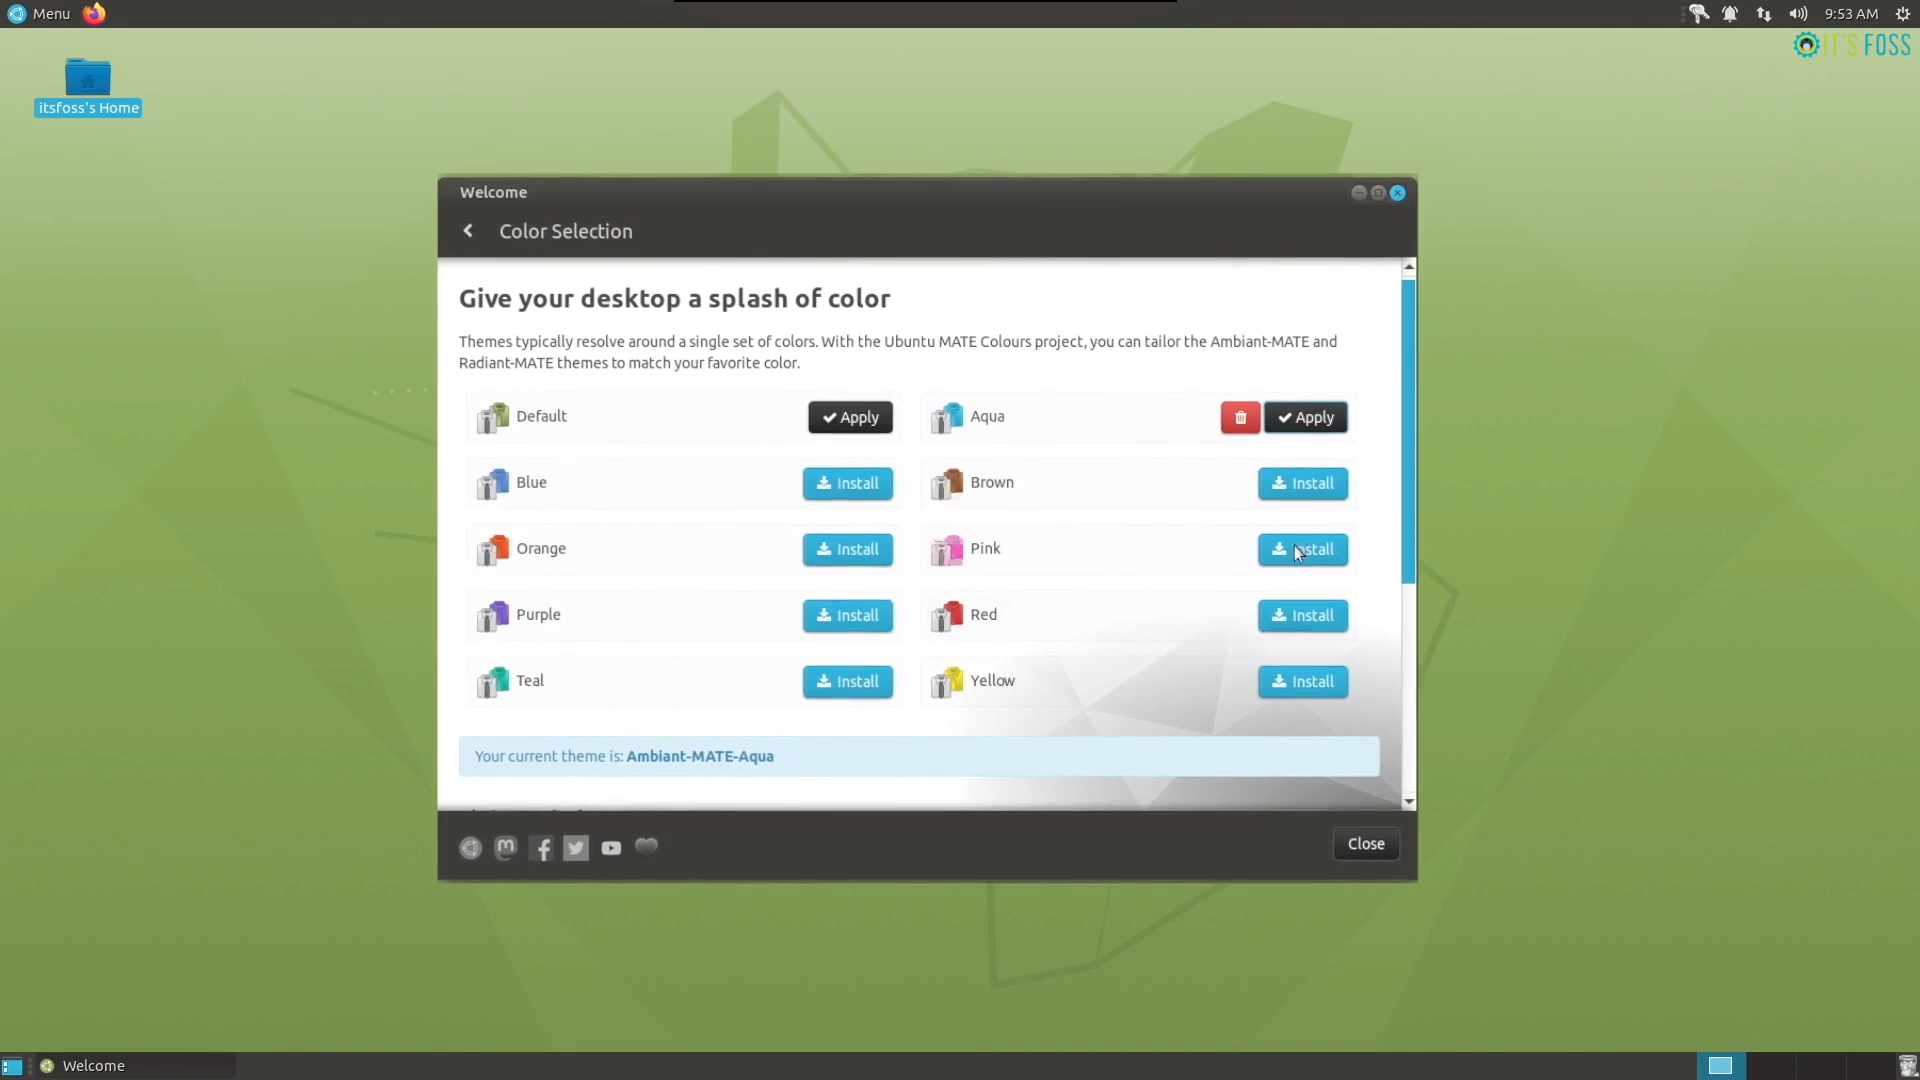 Menu
9:53 AM
IT'S FOSS
itsfoss's Home
Welcome
Color Selection
Give your desktop a splash of color
Themes typically resolve around a single set of colors. With the Ubuntu MATE Colours project, you can tailor the Ambiant-MATE and
Radiant-MATE themes to match your favorite color.
Default
Apply
Aqua
Apply
Blue
Install
Brown
Install
Orange
Install
Pink
Install
Purple
Install
Red
Install
Teal
Install
Yellow
Install
Your current theme is: Ambiant-MATE-Aqua
Close
Welcome